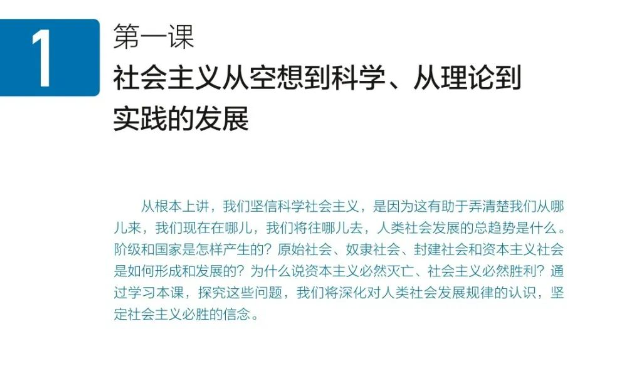 1
第一课
社会主义从空想到科学、从理论到
实践的发展
从根本上讲，我们坚信科学社会主义，是因为这有助于弄清楚我们从哪
儿来，我们现在在哪儿，我们将往哪儿去，人类社会发展的总趋势是什么。
阶级和国家是怎样产生的？原始社会、奴隶社会、封建社会和资本主义社会
是如何形成和发展的？为什么说资本主义必然灭亡、社会主义必然胜利？通
过学习本课，探究这些问题，我们将深化对人类社会发展规律的认识，坚
定社会主义必胜的信念。